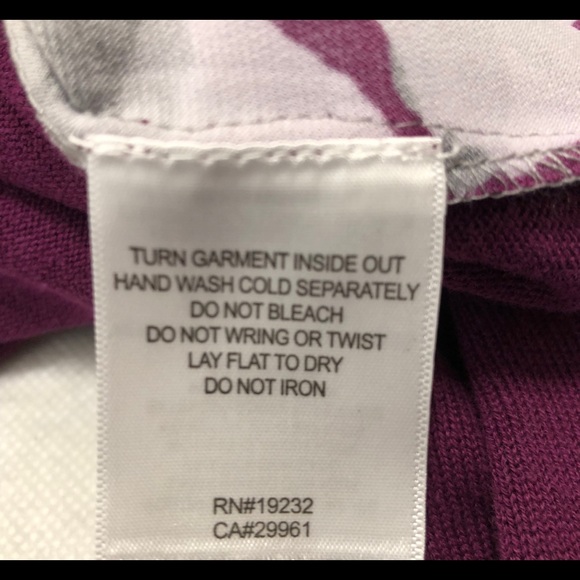 TURN GARMENT INSIDE OUT
HAND WASH COLD SEPARATELY
DO NOT BLEACH
DO NOT WRING OR TWIST
LAY FLAT TO DRY
DO NOT IRON
RN#19232
CA#29961